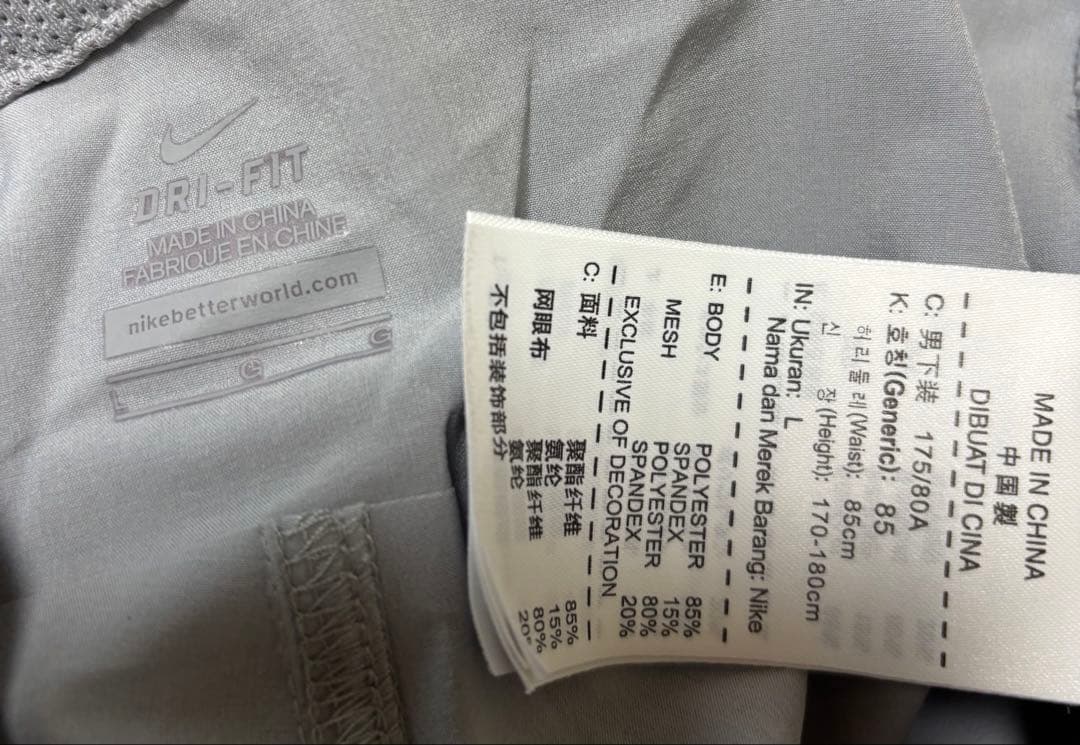 DRI-FIT
MADE IN CHINA
FABRIQUE EN CHINE
nikebetterworld.com
MADE IN CHINA
中國製
DIBUAT DI CINA
C: 男下装 175/80A
K: 호칭(Generic): 85
허리둘레(Waist): 85cm
신 장(Height): 170-180cm
IN: Ukuran: L
Nama dan Merek Barang: Nike
E: BODY POLYESTER 85%
SPANDEX 15%
MESH POLYESTER 80%
SPANDEX 20%
EXCLUSIVE OF DECORATION
C: 面料 聚酯纤维 85%
氨纶 15%
网眼布 聚酯纤维 80%
氨纶 20%
不包括装饰部分